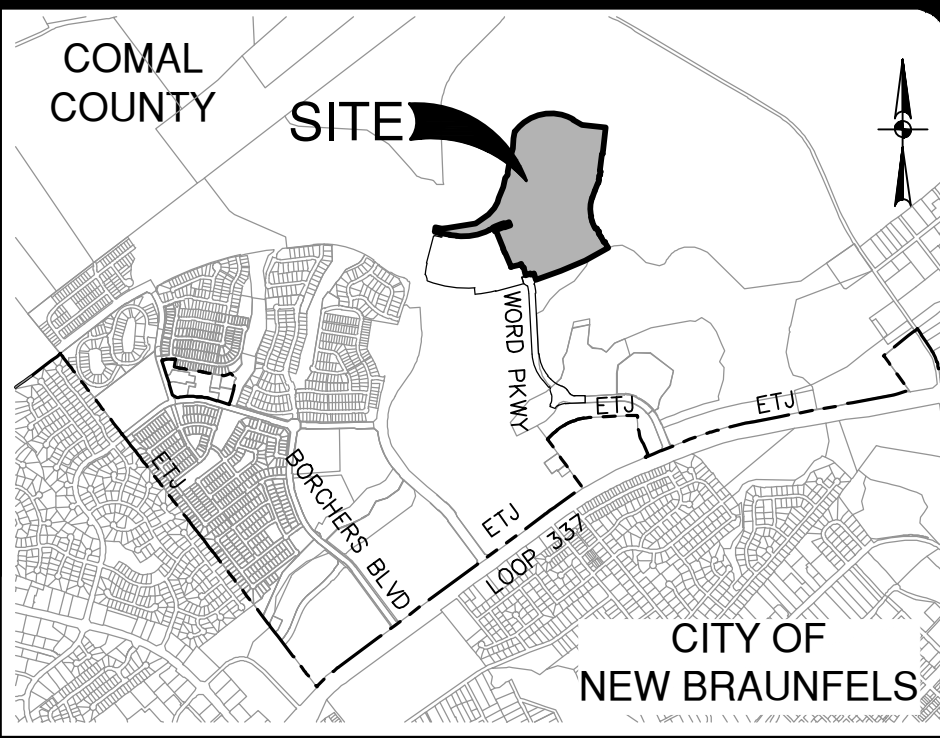 COMAL
COUNTY
SITE
WORD PKWY
ETJ
ETJ
ETJ
BORCHERS BLVD
ETJ
LOOP 337
CITY OF
NEW BRAUNFELS